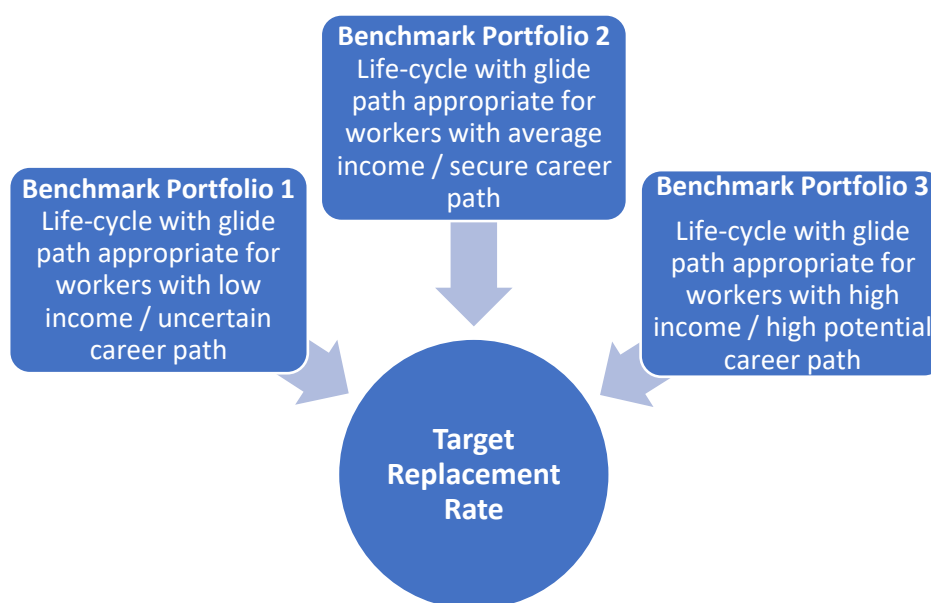 Benchmark Portfolio 1
Life-cycle with glide
path appropriate for
workers with low
income / uncertain
career path
Benchmark Portfolio 2
Life-cycle with glide
path appropriate for
workers with average
income / secure career
path
Benchmark Portfolio 3
Life-cycle with glide
path appropriate for
workers with high
income / high potential
career path
Target
Replacement
Rate